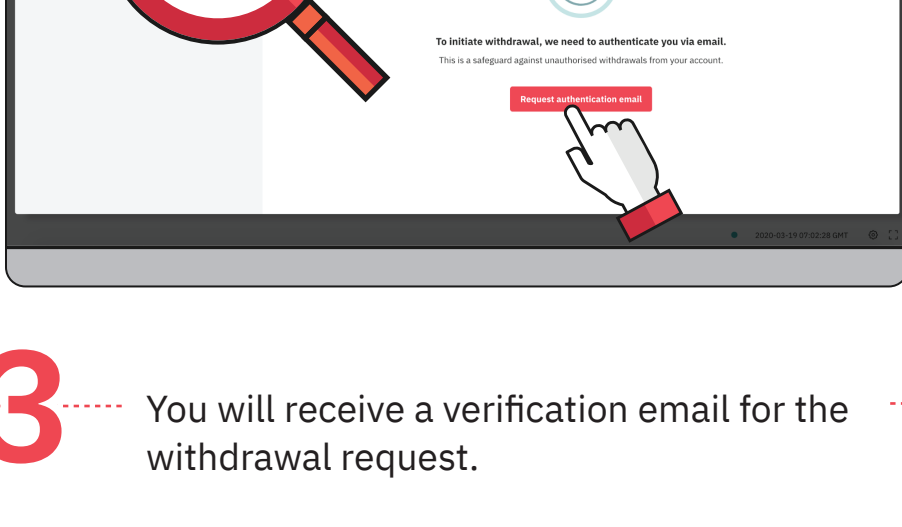 To initiate withdrawal, we need to authenticate you via email.
This is a safeguard against unauthorised withdrawals from your account.
Request authentication email
2020-03-19 07:02:28 GMT
3
You will receive a verification email for the
withdrawal request.